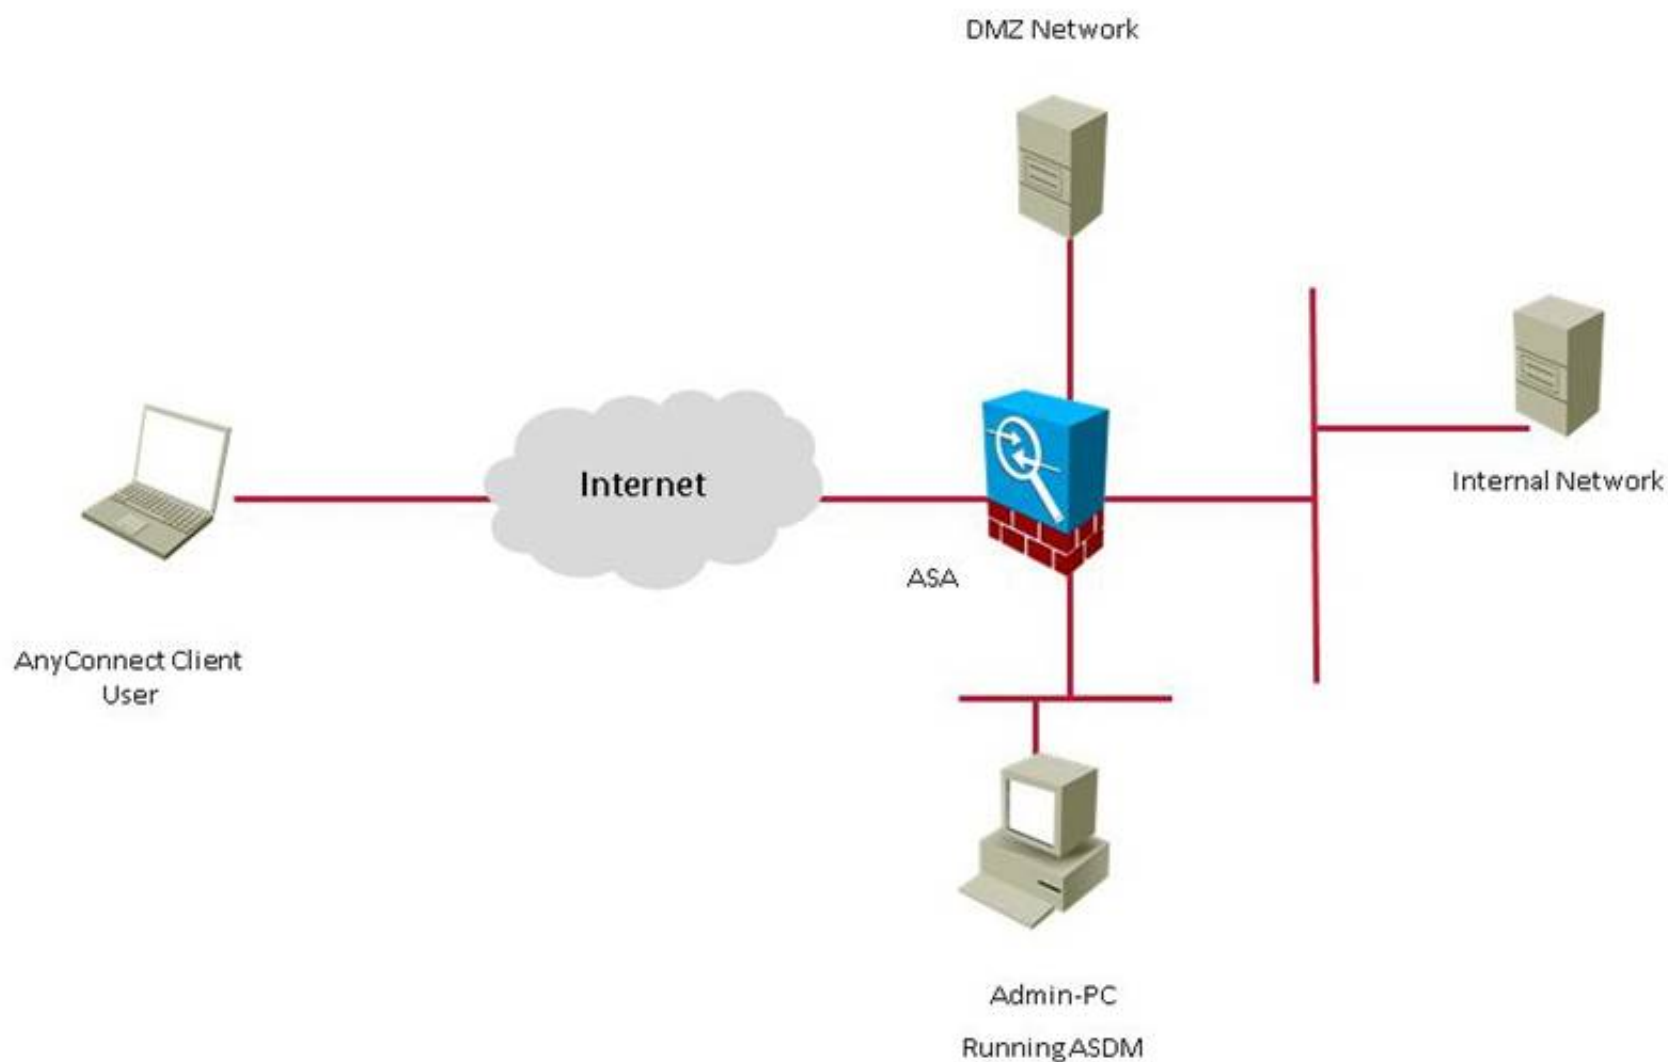 DMZ Network
Internet
Internal Network
ASA
AnyConnect Client
User
Admin-PC
Running ASDM